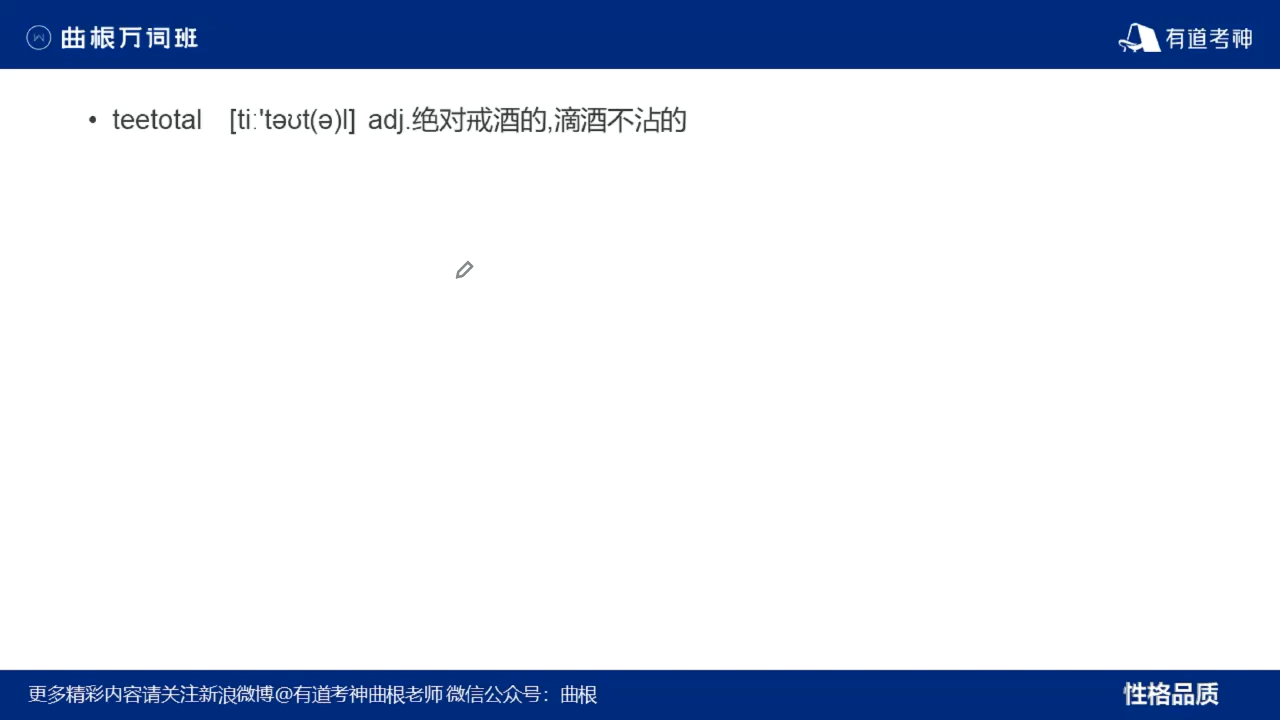 曲根万词班
有道考神
• teetotal [tiː'təʊt(ə)l] adj.绝对戒酒的,滴酒不沾的
更多精彩内容请关注新浪微博@有道考神曲根老师 微信公众号：曲根
性格品质